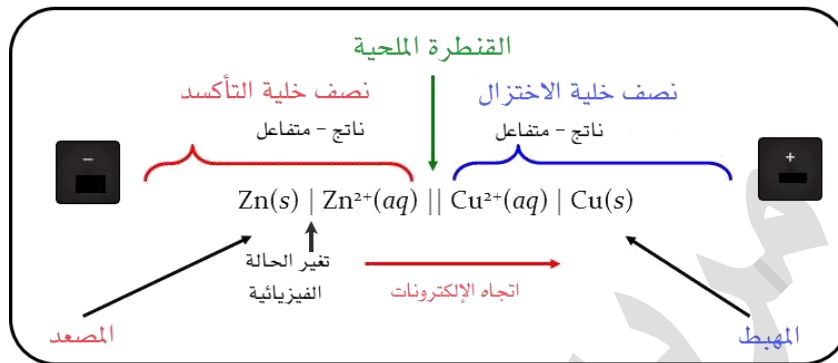 القنطرة الملحية
نصف خلية الاختزال
نصف خلية التأكسد
ناتج - متفاعل
ناتج - متفاعل
+
−
Zn(s) | Zn²⁺(aq) || Cu²⁺(aq) | Cu(s)
تغير الحالة
الفيزيائية
اتجاه الإلكترونات
المهبط
المصعد